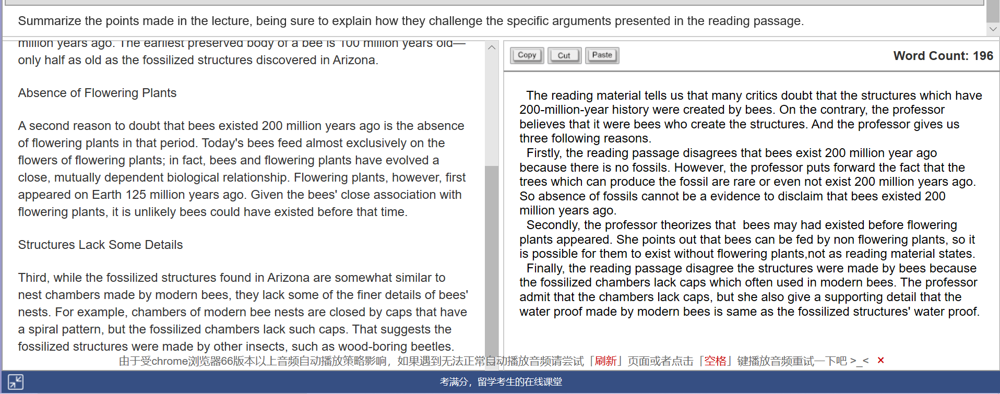 Summarize the points made in the lecture, being sure to explain how they challenge the specific arguments presented in the reading passage.
million years ago. The earliest preserved body of a bee is 100 million years old—
only half as old as the fossilized structures discovered in Arizona.
Absence of Flowering Plants
A second reason to doubt that bees existed 200 million years ago is the absence
of flowering plants in that period. Today's bees feed almost exclusively on the
flowers of flowering plants; in fact, bees and flowering plants have evolved a
close, mutually dependent biological relationship. Flowering plants, however, first
appeared on Earth 125 million years ago. Given the bees' close association with
flowering plants, it is unlikely bees could have existed before that time.
Structures Lack Some Details
Third, while the fossilized structures found in Arizona are somewhat similar to
nest chambers made by modern bees, they lack some of the finer details of bees'
nests. For example, chambers of modern bee nests are closed by caps that have
a spiral pattern, but the fossilized chambers lack such caps. That suggests the
fossilized structures were made by other insects, such as wood-boring beetles.
Copy Cut Paste
Word Count: 196
The reading material tells us that many critics doubt that the structures which have
200-million-year history were created by bees. On the contrary, the professor
believes that it were bees who create the structures. And the professor gives us
three following reasons.
Firstly, the reading passage disagrees that bees exist 200 million year ago
because there is no fossils. However, the professor puts forward the fact that the
trees which can produce the fossil are rare or even not exist 200 million years ago.
So absence of fossils cannot be a evidence to disclaim that bees existed 200
million years ago.
Secondly, the professor theorizes that  bees may had existed before flowering
plants appeared. She points out that bees can be fed by non flowering plants, so it
is possible for them to exist without flowering plants,not as reading material states.
Finally, the reading passage disagree the structures were made by bees because
the fossilized chambers lack caps which often used in modern bees. The professor
admit that the chambers lack caps, but she also give a supporting detail that the
water proof made by modern bees is same as the fossilized structures' water proof.
由于受chrome浏览器66版本以上音频自动播放策略影响，如果遇到无法正常自动播放音频请尝试「刷新」页面或者点击「空格」键播放音频重试一下吧 >_< ×
考满分，留学考生的在线课堂